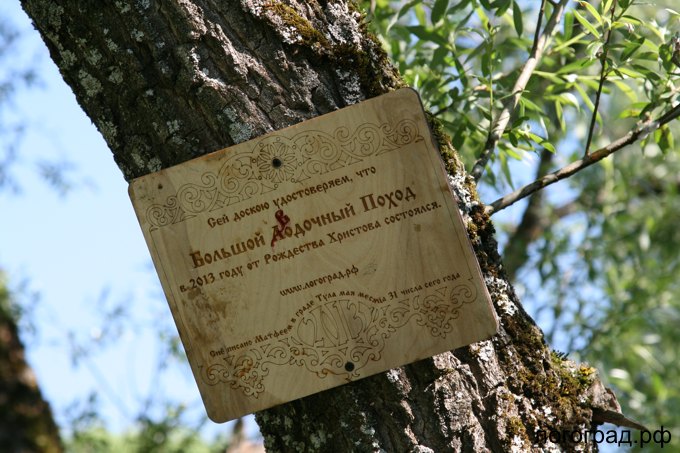 Сей доскою удостоверяем, что
Большой Лодочный Поход
в 2013 году от Рождества Христова состоялся.
www.логоград.рф
Сие писано Матфеем в граде Тула мая месяца 31 числа сего года
2013
логоград.рф